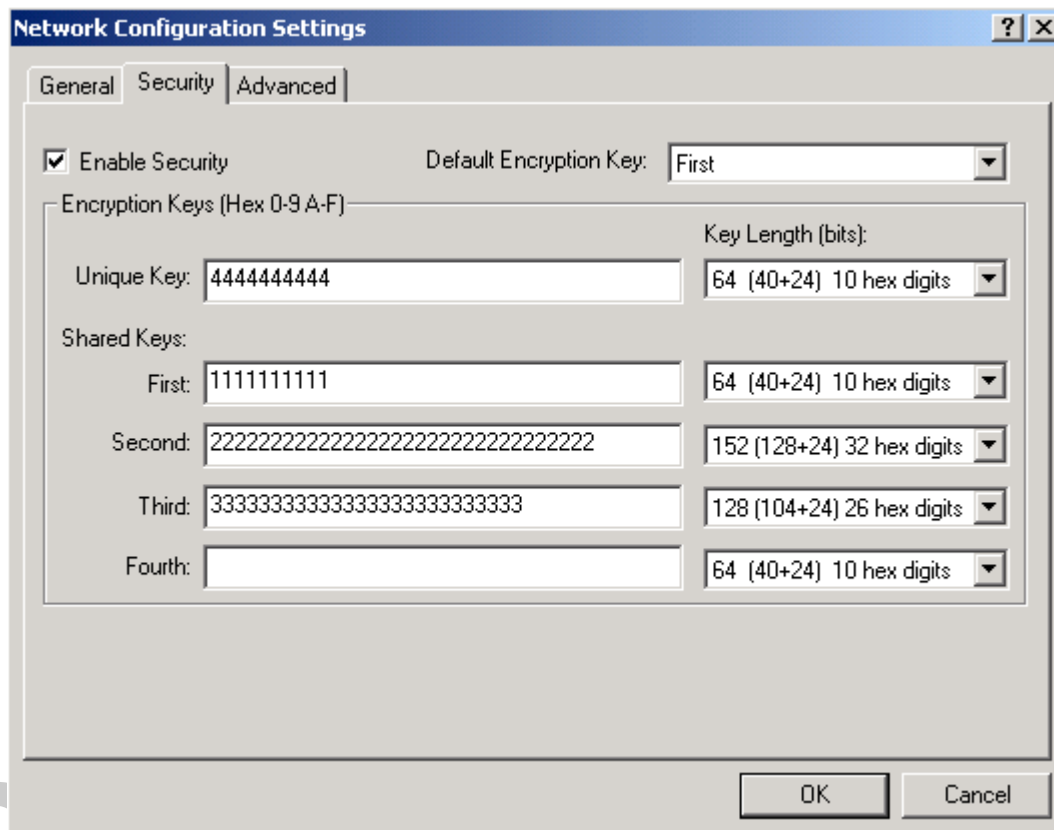 Network Configuration Settings
General Security Advanced
Enable Security Default Encryption Key: First
Encryption Keys (Hex 0-9 A-F)
Key Length (bits):
Unique Key: 4444444444 64 (40+24) 10 hex digits
Shared Keys:
First: 1111111111 64 (40+24) 10 hex digits
Second: 22222222222222222222222222222222 152 (128+24) 32 hex digits
Third: 33333333333333333333333333 128 (104+24) 26 hex digits
Fourth: 64 (40+24) 10 hex digits
OK Cancel